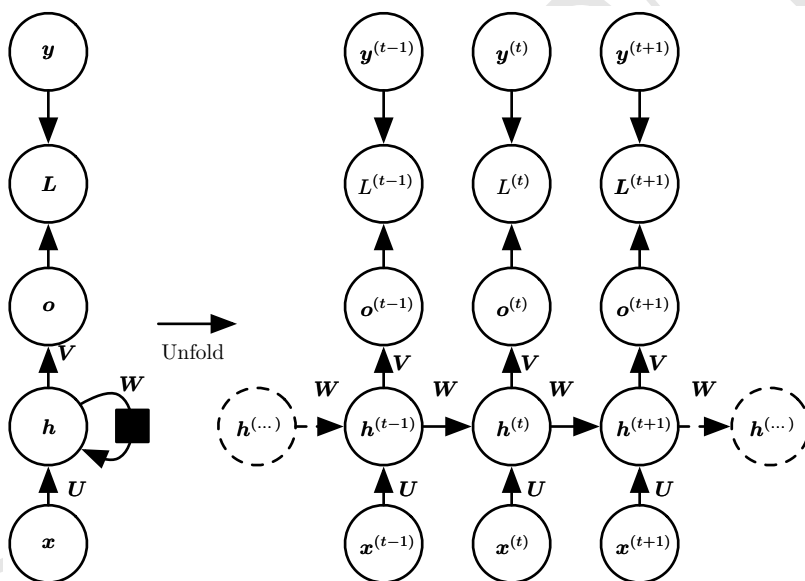 y y^(t−1) y^(t) y^(t+1)
L L^(t−1) L^(t) L^(t+1)
o o^(t−1) o^(t) o^(t+1)
Unfold
V V V V
W W W W W
h h^(...) h^(t−1) h^(t) h^(t+1) h^(...)
U U U U
x x^(t−1) x^(t) x^(t+1)